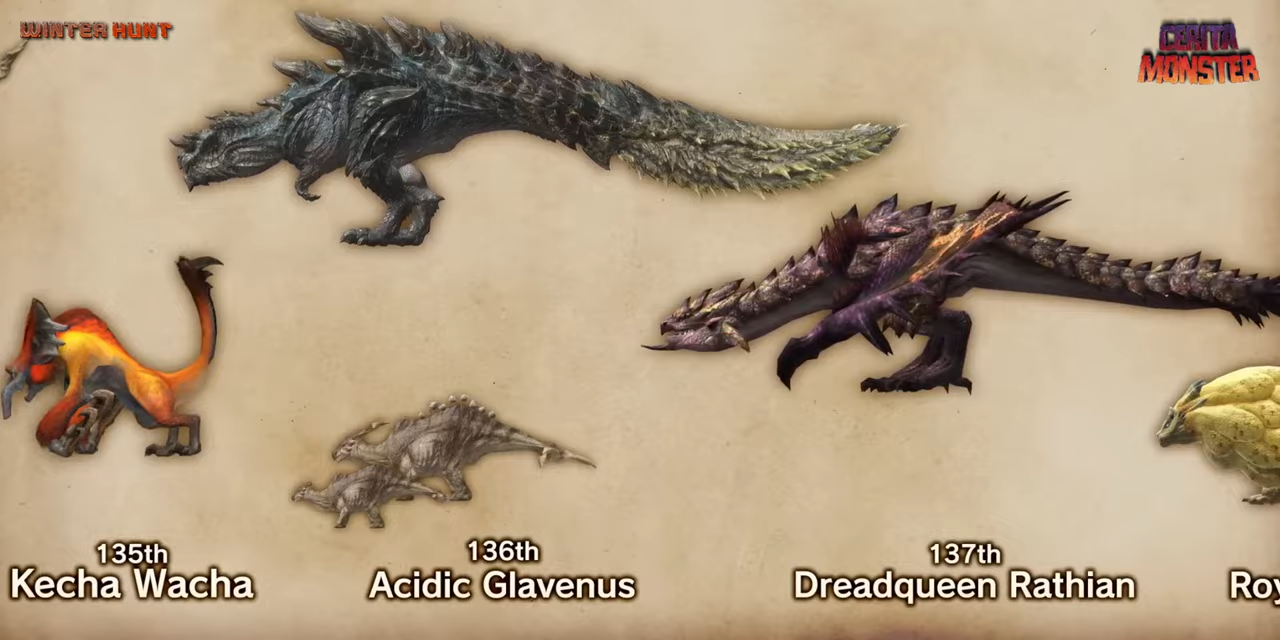 WINTER HUNT
CERITA
MONSTER
135th
Kecha Wacha
136th
Acidic Glavenus
137th
Dreadqueen Rathian
Roy